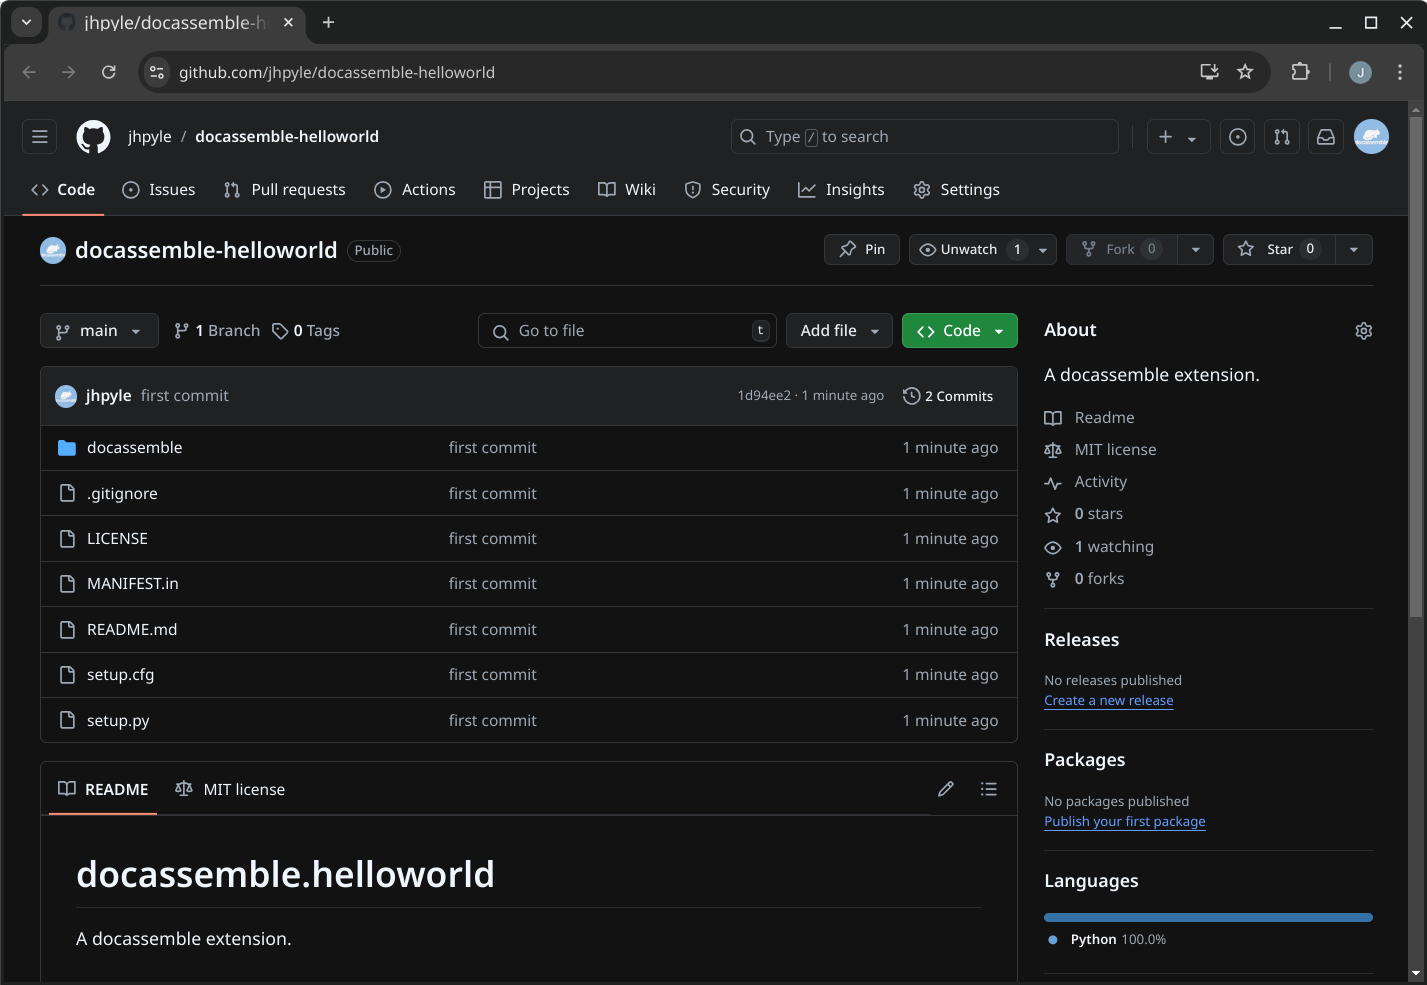 jhpyle/docassemble-h
github.com/jhpyle/docassemble-helloworld
J
jhpyle / docassemble-helloworld
Type / to search
Code
Issues
Pull requests
Actions
Projects
Wiki
Security
Insights
Settings
docassemble-helloworld
Public
Pin
Unwatch 1
Fork 0
Star 0
main
1 Branch
0 Tags
Go to file
t
Add file
Code
jhpyle first commit
1d94ee2 · 1 minute ago
2 Commits
docassemble first commit 1 minute ago
.gitignore first commit 1 minute ago
LICENSE first commit 1 minute ago
MANIFEST.in first commit 1 minute ago
README.md first commit 1 minute ago
setup.cfg first commit 1 minute ago
setup.py first commit 1 minute ago
README
MIT license
docassemble.helloworld
A docassemble extension.
About
A docassemble extension.
Readme
MIT license
Activity
0 stars
1 watching
0 forks
Releases
No releases published
Create a new release
Packages
No packages published
Publish your first package
Languages
Python 100.0%